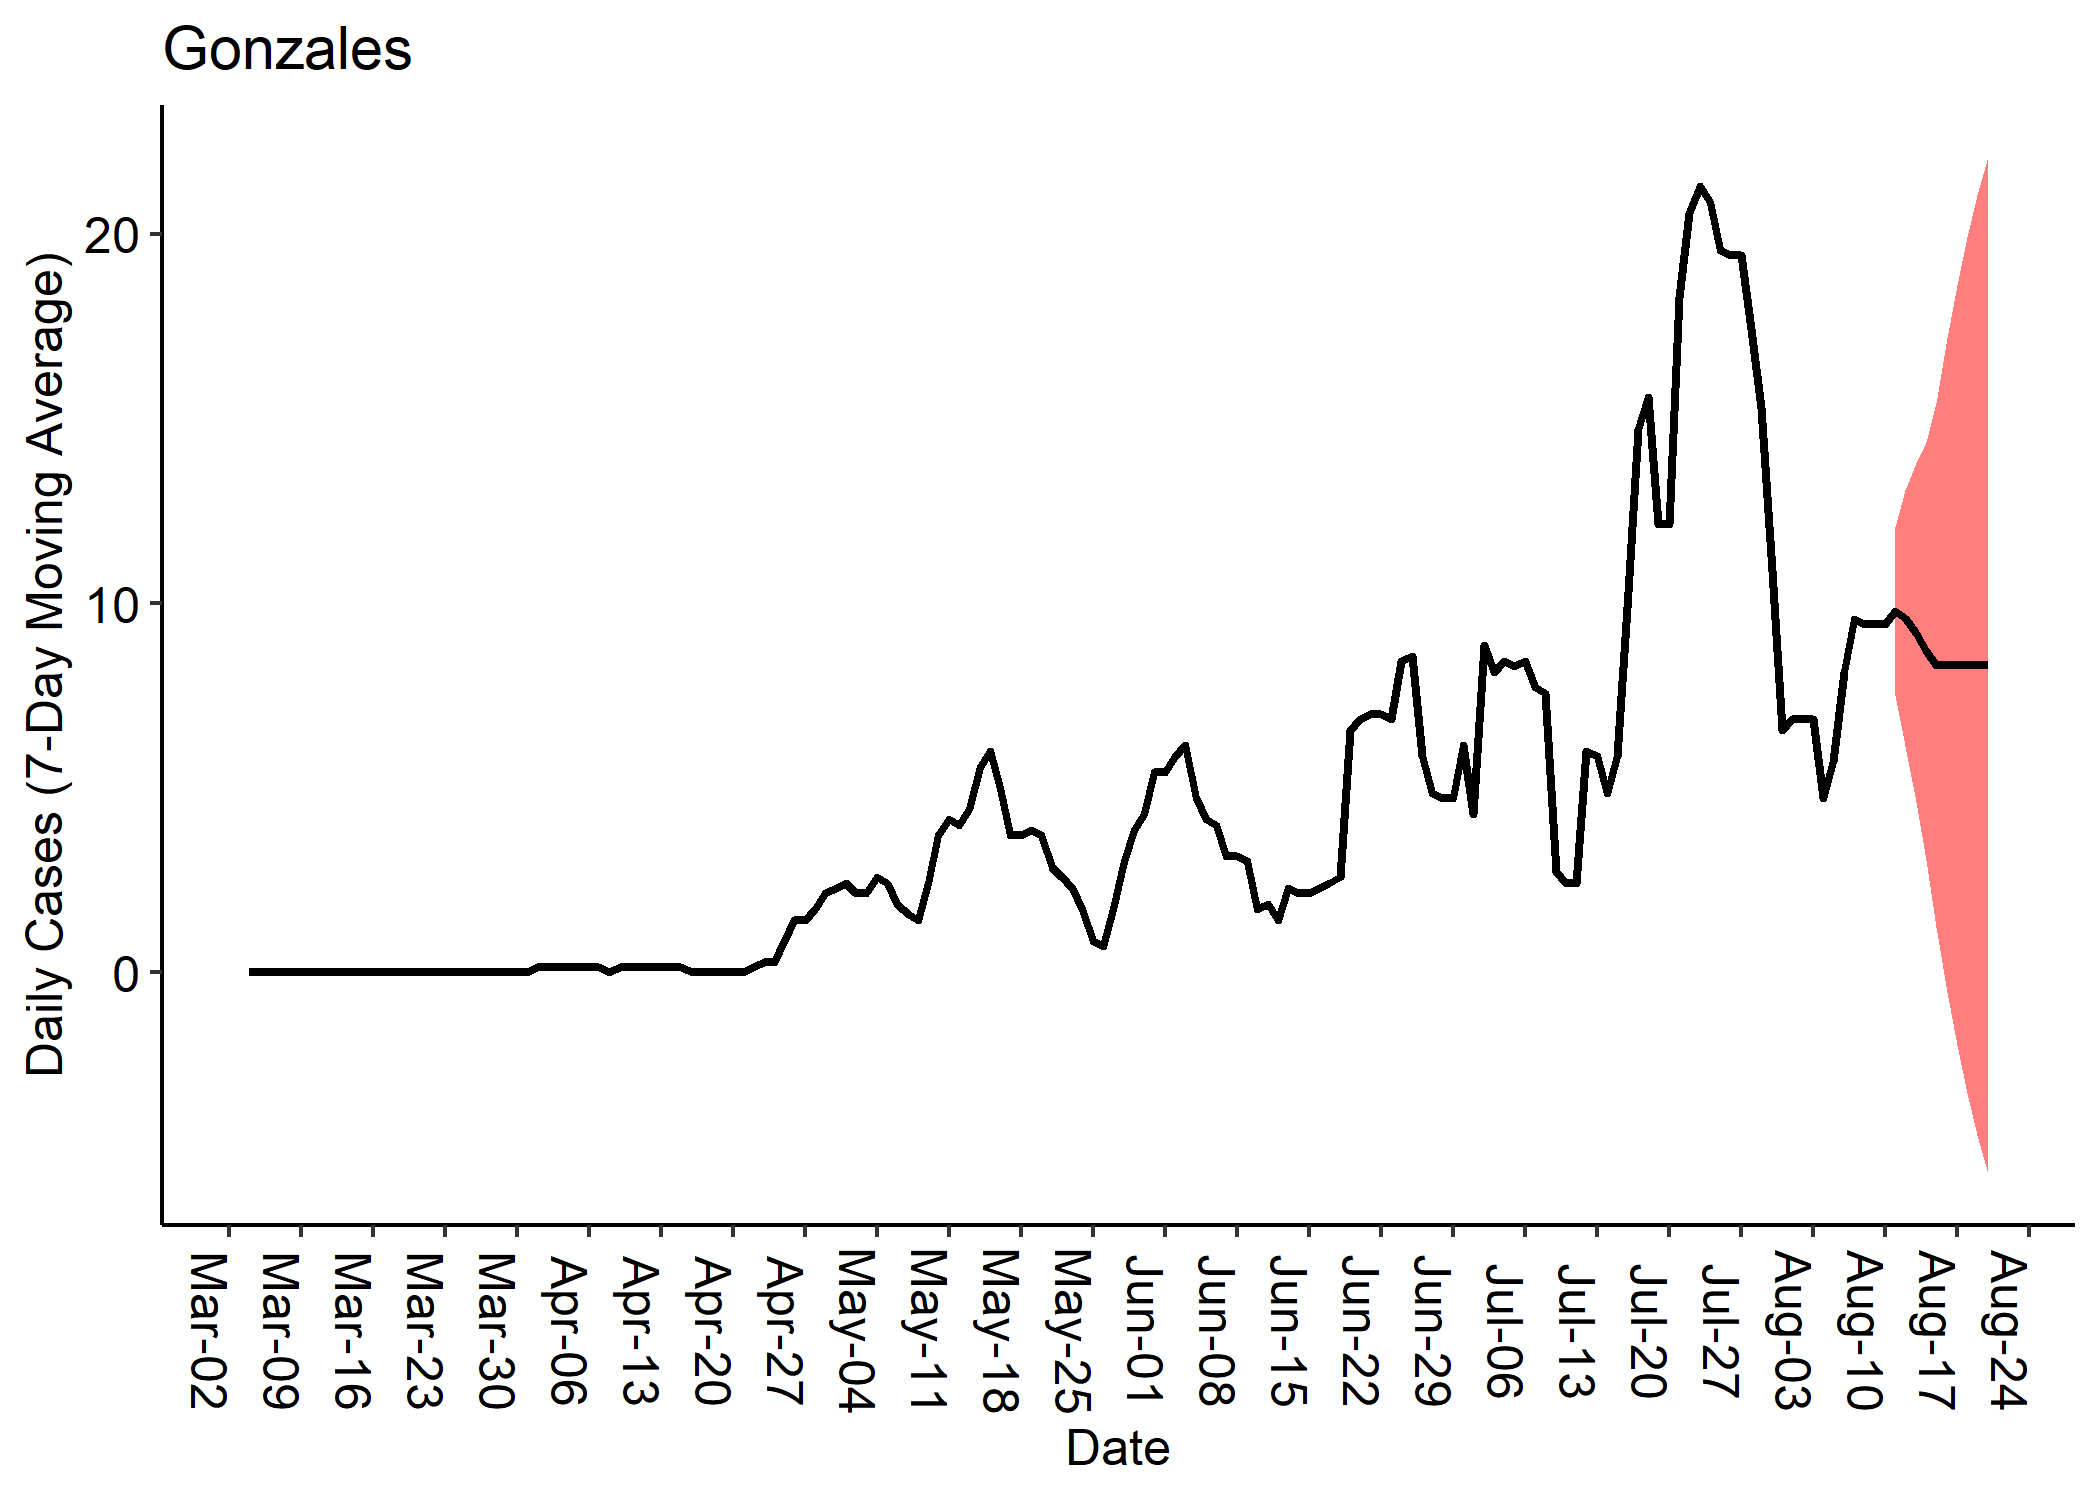 Gonzales
Daily Cases (7-Day Moving Average)
20
10
0
Mar-02
Mar-09
Mar-16
Mar-23
Mar-30
Apr-06
Apr-13
Apr-20
Apr-27
May-04
May-11
May-18
May-25
Jun-01
Jun-08
Jun-15
Jun-22
Jun-29
Jul-06
Jul-13
Jul-20
Jul-27
Aug-03
Aug-10
Aug-17
Aug-24
Date